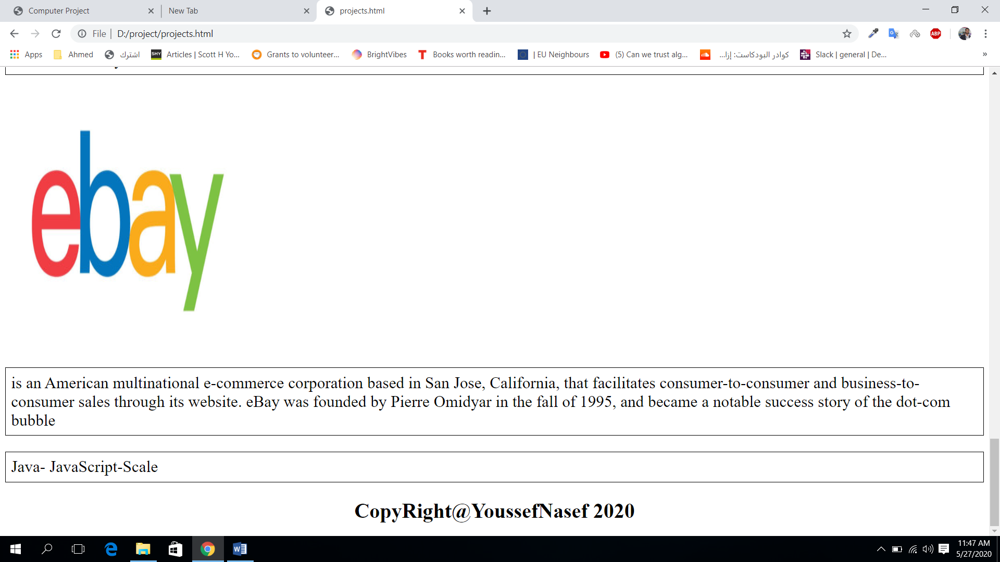 Computer Project
New Tab
projects.html
File | D:/project/projects.html
ABP
Apps
Ahmed
اشترك
SHY Articles | Scott H Yo...
Grants to volunteer...
BrightVibes
T Books worth readin...
| EU Neighbours
(5) Can we trust alg...
كوادر البودكاست: إزا...
Slack | general | De...
»
ebay
is an American multinational e-commerce corporation based in San Jose, California, that facilitates consumer-to-consumer and business-to-
consumer sales through its website. eBay was founded by Pierre Omidyar in the fall of 1995, and became a notable success story of the dot-com
bubble
Java- JavaScript-Scale
CopyRight@YoussefNasef 2020
11:47 AM
5/27/2020